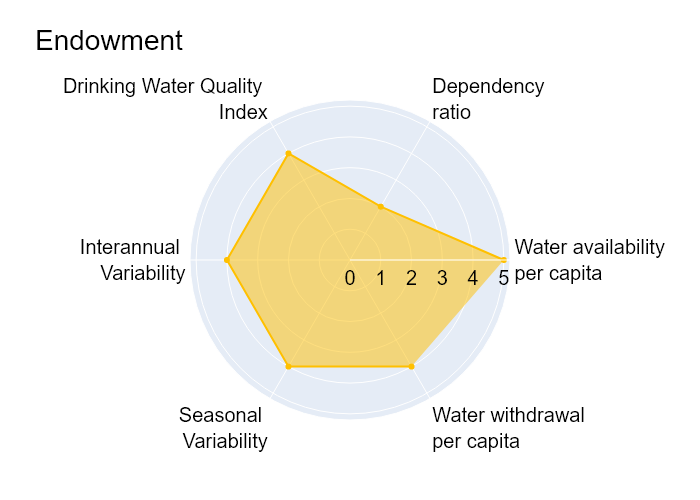 Endowment
Drinking Water Quality
Index
Dependency
ratio
Interannual
Variability
Water availability
per capita
0 1 2 3 4 5
Seasonal
Variability
Water withdrawal
per capita